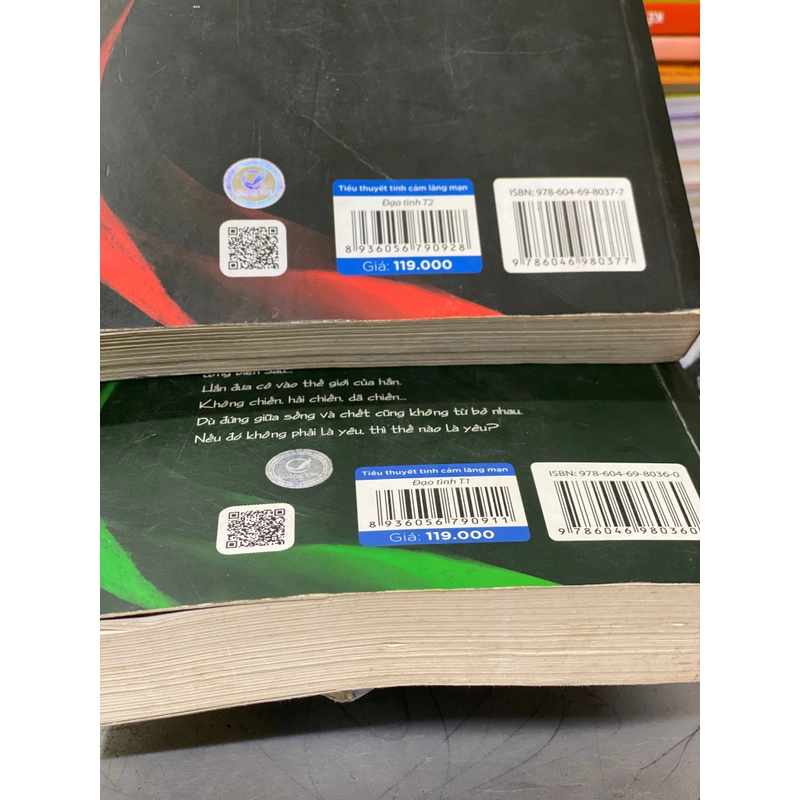 Tiểu thuyết tình cảm lãng mạn
Đạo tình T2
8 936056 790928
Giá: 119.000
ISBN: 978-604-69-8037-7
9 786046 980377
Hắn đưa cô vào thế giới của hắn.
Không chiến, hải chiến, dã chiến...
Dù đứng giữa sống và chết cũng không từ bỏ nhau.
Nếu đó không phải là yêu, thì thế nào là yêu?
Tiểu thuyết tình cảm lãng mạn
Đạo tình T.1
8 936056 790911
Giá: 119.000
ISBN: 978-604-69-8036-0
9 786046 980360